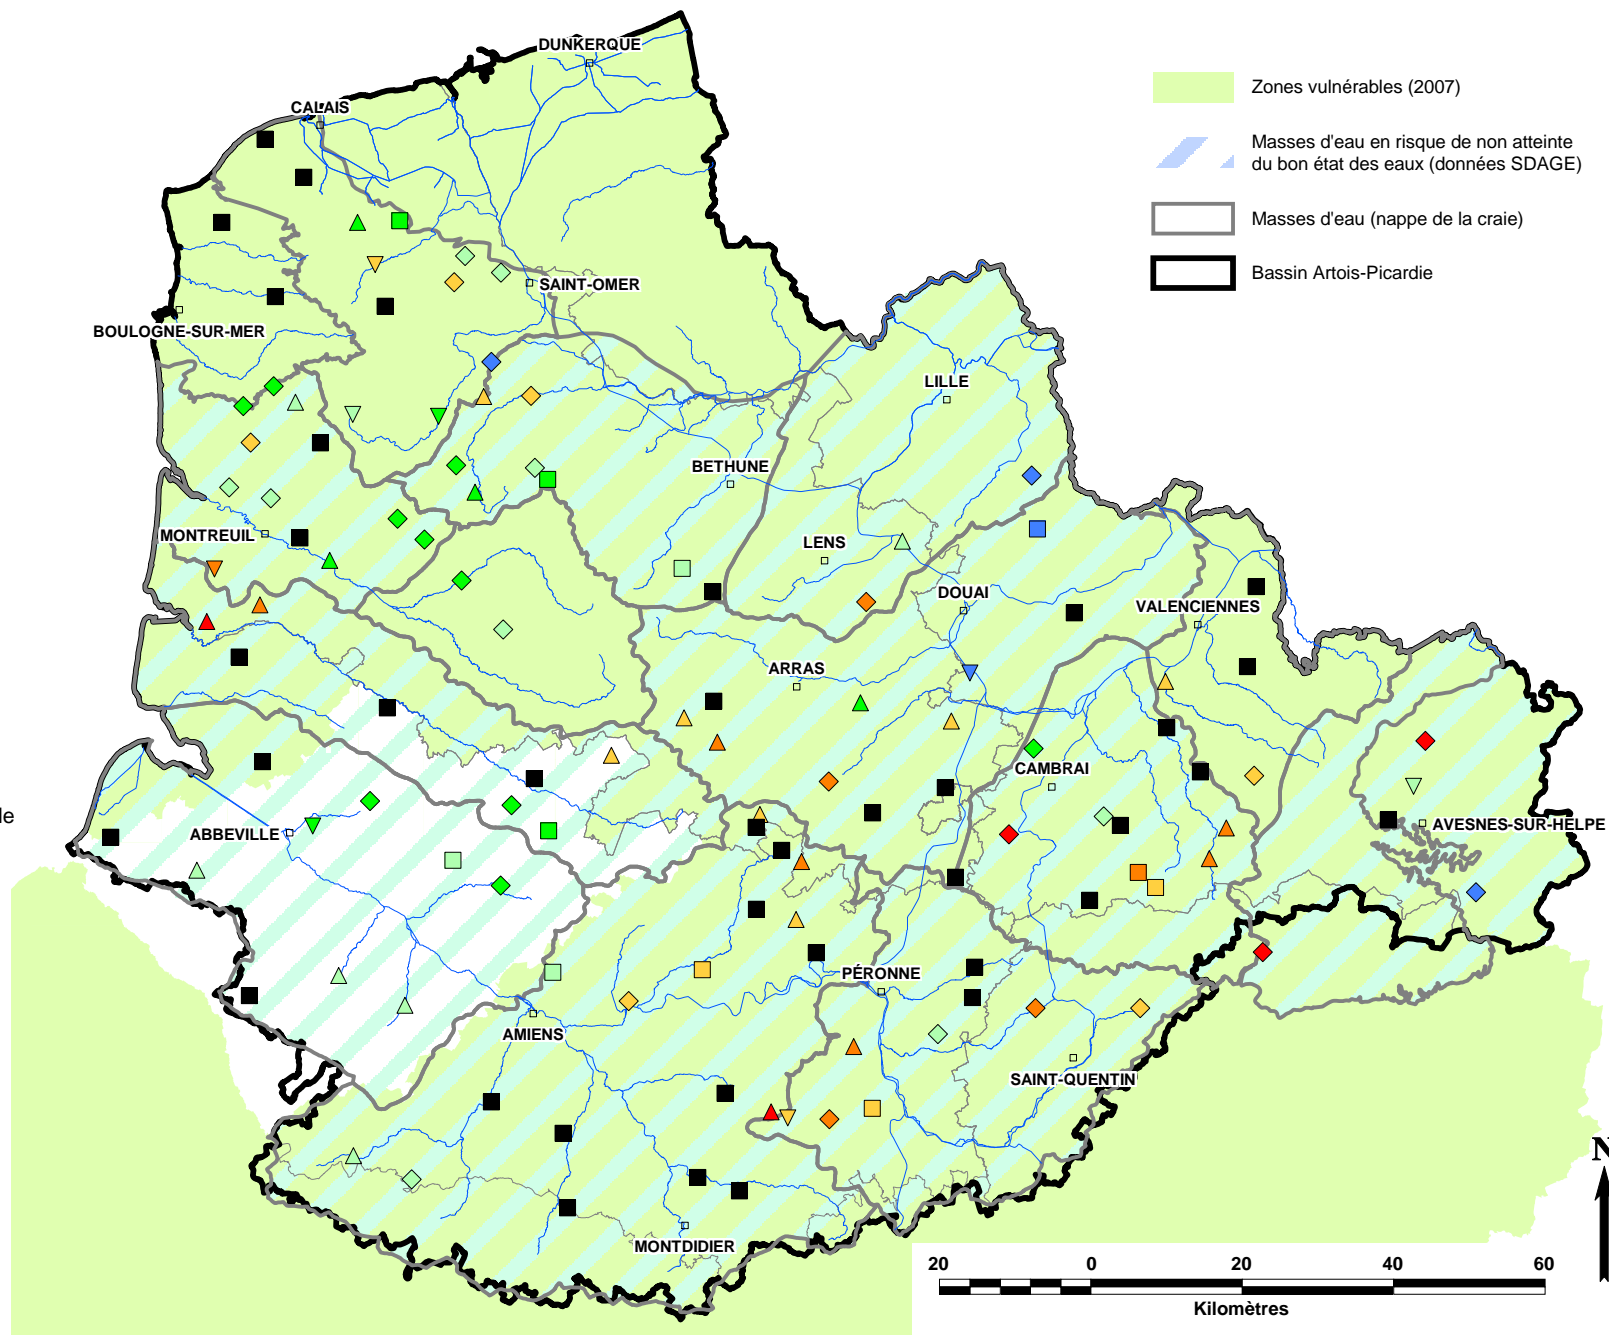 DUNKERQUE
CALAIS
Zones vulnérables (2007)
Masses d'eau en risque de non atteinte
du bon état des eaux (données SDAGE)
Masses d'eau (nappe de la craie)
Bassin Artois-Picardie
SAINT-OMER
BOULOGNE-SUR-MER
LILLE
BETHUNE
MONTREUIL
LENS
DOUAI
VALENCIENNES
ARRAS
CAMBRAI
le
ABBEVILLE
AVESNES-SUR-HELPE
PÉRONNE
AMIENS
SAINT-QUENTIN
MONTDIDIER
N
20 0 20 40 60
Kilomètres